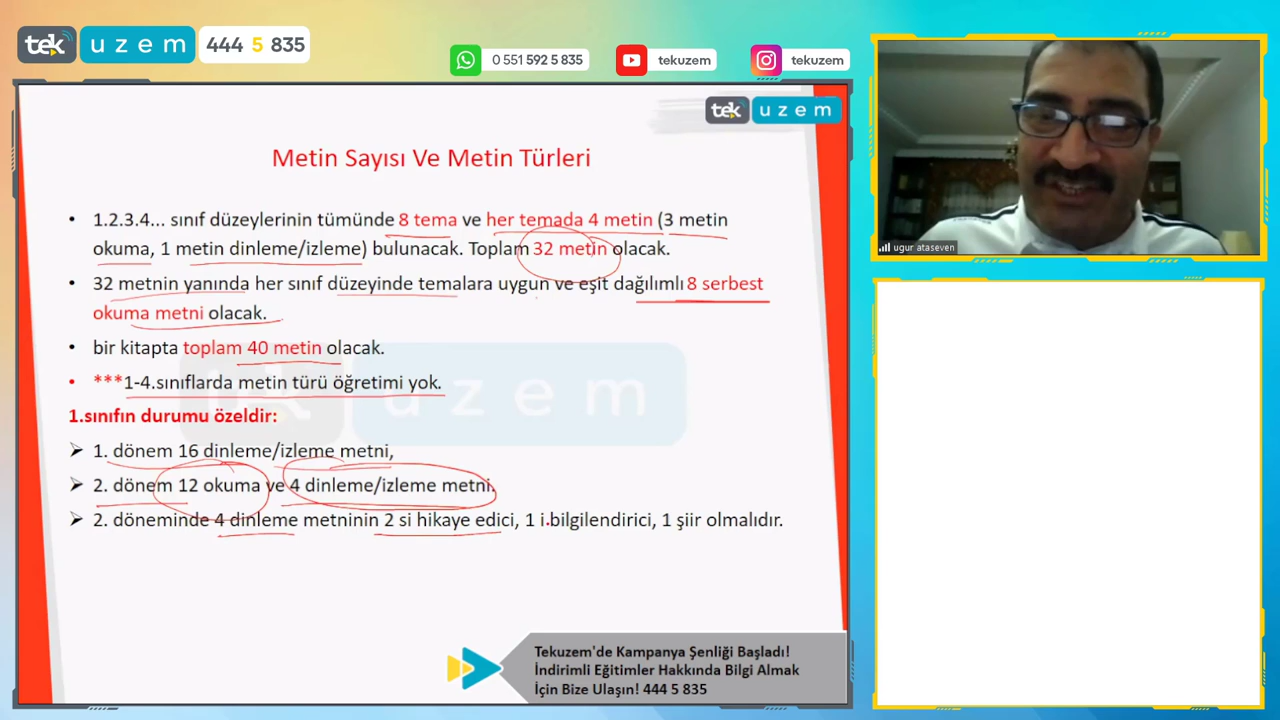 tek uzem 444 5 835
0 551 592 5 835
tekuzem
tekuzem
tek uzem
Metin Sayısı Ve Metin Türleri
• 1.2.3.4... sınıf düzeylerinin tümünde 8 tema ve her temada 4 metin (3 metin
okuma, 1 metin dinleme/izleme) bulunacak. Toplam 32 metin olacak.
• 32 metnin yanında her sınıf düzeyinde temalara uygun ve eşit dağılımlı 8 serbest
okuma metni olacak.
• bir kitapta toplam 40 metin olacak.
• ***1-4.sınıflarda metin türü öğretimi yok.
1.sınıfın durumu özeldir:
➢ 1. dönem 16 dinleme/izleme metni,
➢ 2. dönem 12 okuma ve 4 dinleme/izleme metni.
➢ 2. döneminde 4 dinleme metninin 2 si hikaye edici, 1 i bilgilendirici, 1 şiir olmalıdır.
tek uzem
Tekuzem'de Kampanya Şenliği Başladı!
İndirimli Eğitimler Hakkında Bilgi Almak
İçin Bize Ulaşın! 444 5 835
ugur ataseven